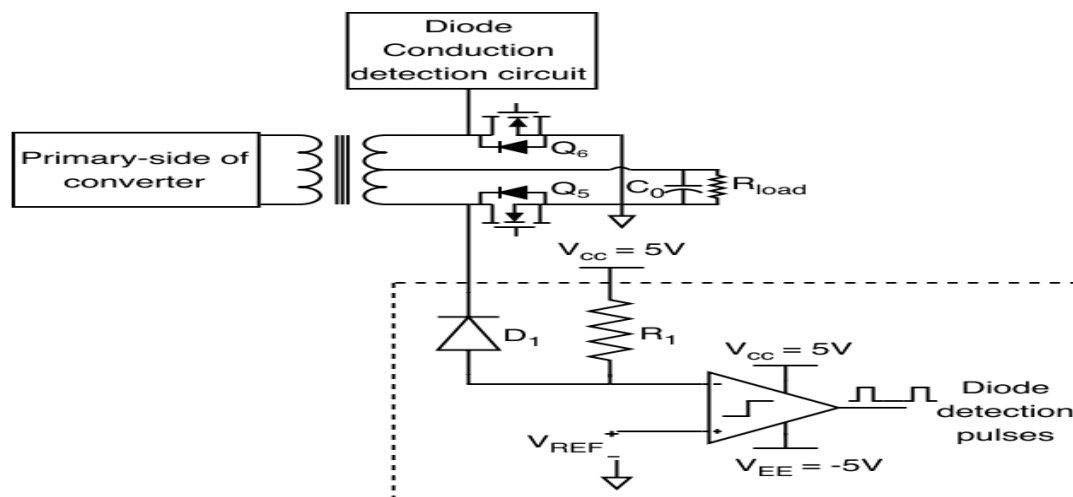 Diode
Conduction
detection circuit
Primary-side of
converter
Q6
Q5
C0
Rload
Vcc = 5V
D1
R1
Vcc = 5V
-
+
VREF
+
-
VEE = -5V
Diode
detection
pulses